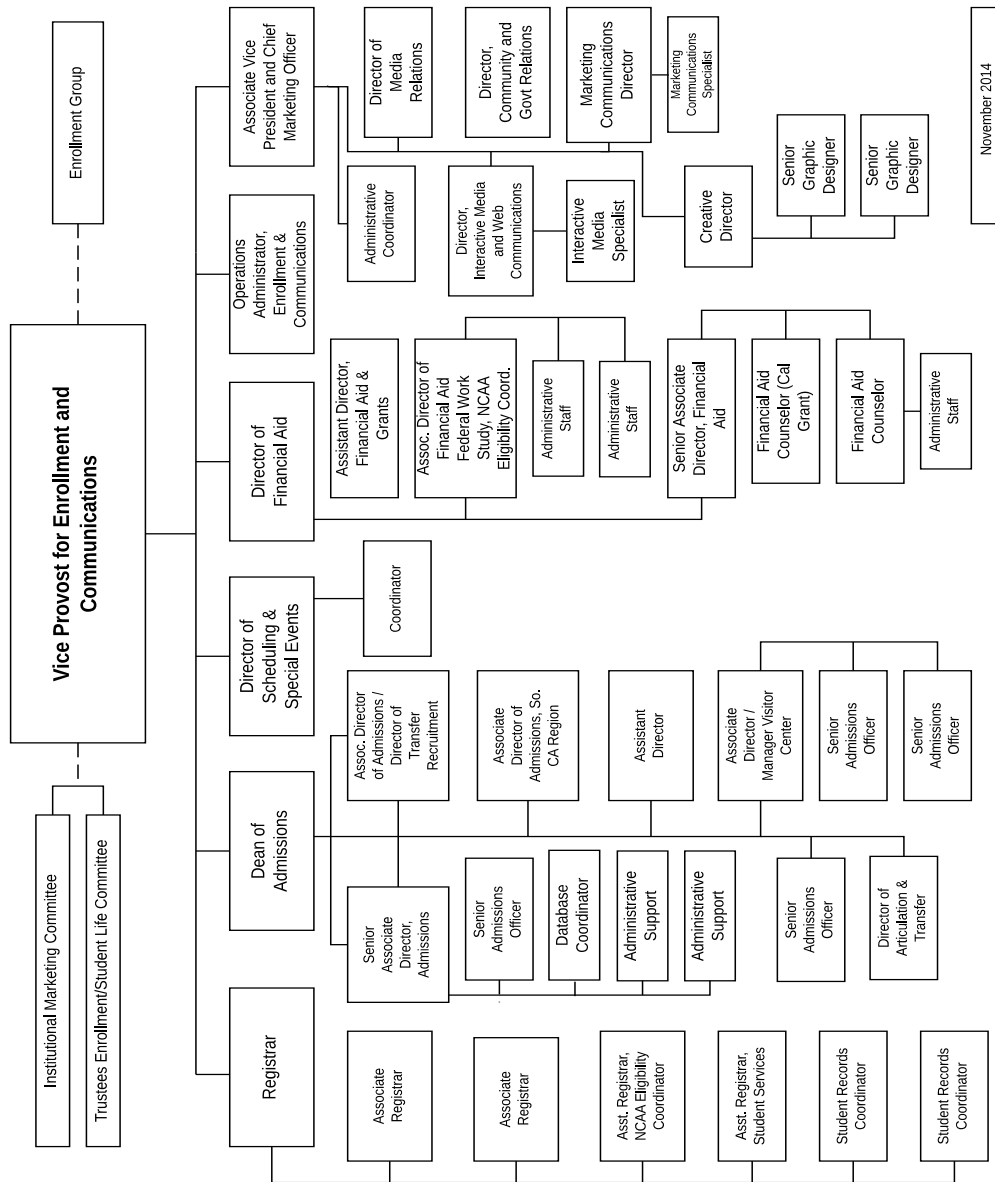 Vice Provost for Enrollment and
Communications
Institutional Marketing Committee
Trustees Enrollment/Student Life Committee
Enrollment Group
Registrar
Dean of
Admissions
Director of
Scheduling &
Special Events
Director of
Financial Aid
Operations
Administrator,
Enrollment &
Communications
Associate Vice
President and Chief
Marketing Officer
Associate
Registrar
Associate
Registrar
Asst. Registrar,
NCAA Eligibility
Coordinator
Asst. Registrar,
Student Services
Student Records
Coordinator
Student Records
Coordinator
Senior
Associate
Director,
Admissions
Senior
Admissions
Officer
Database
Coordinator
Administrative
Support
Administrative
Support
Senior
Admissions
Officer
Director of
Articulation &
Transfer
Assoc. Director
of Admissions /
Director of
Transfer
Recruitment
Associate
Director of
Admissions, So.
CA Region
Assistant
Director
Associate
Director /
Manager Visitor
Center
Senior
Admissions
Officer
Senior
Admissions
Officer
Coordinator
Assistant Director,
Financial Aid &
Grants
Assoc. Director of
Financial Aid
Federal Work
Study, NCAA
Eligibility Coord.
Administrative
Staff
Administrative
Staff
Senior Associate
Director, Financial
Aid
Financial Aid
Counselor (Cal
Grant)
Financial Aid
Counselor
Administrative
Staff
Administrative
Coordinator
Director of
Media
Relations
Director,
Interactive Media
and Web
Communications
Director,
Community and
Govt Relations
Interactive
Media
Specialist
Marketing
Communications
Director
Marketing
Communications
Specialist
Creative
Director
Senior
Graphic
Designer
Senior
Graphic
Designer
November 2014